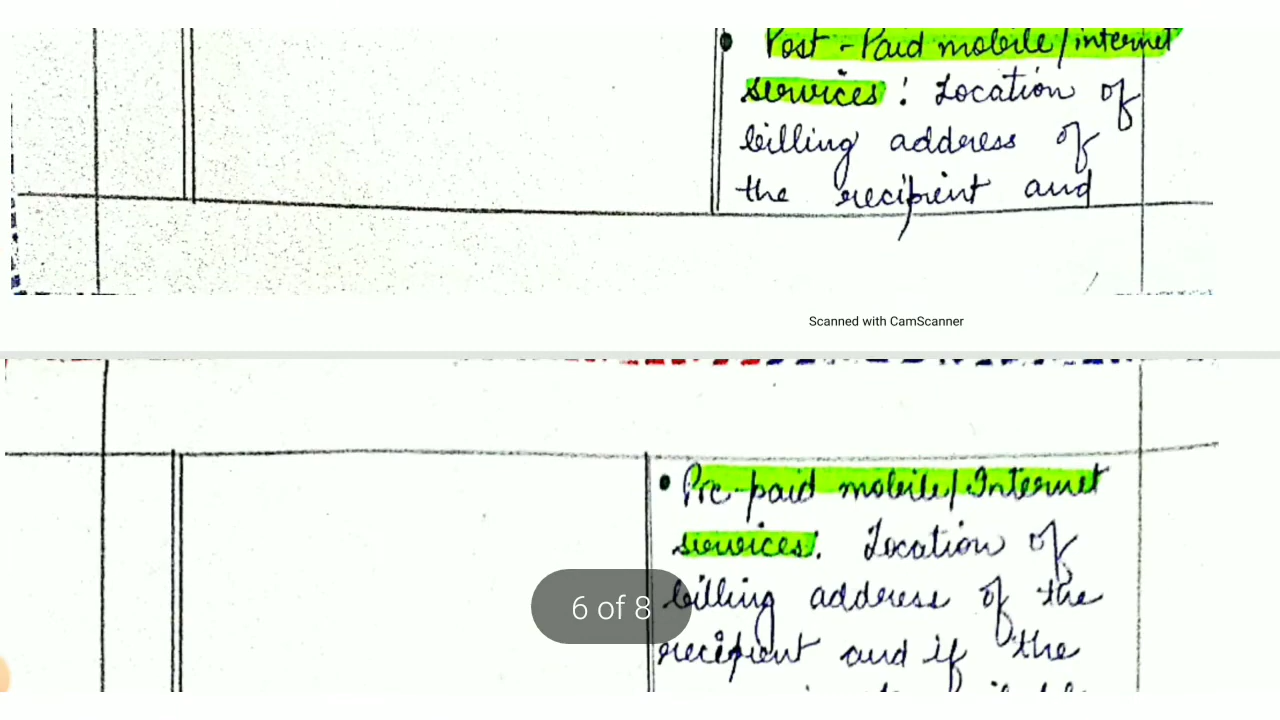 • Post-Paid mobile/internet
services: Location of
billing address of
the recipient and
Scanned with CamScanner
• Pre-paid mobile/Internet
services: Location of
6 of 8
billing address of the
recipient and if the